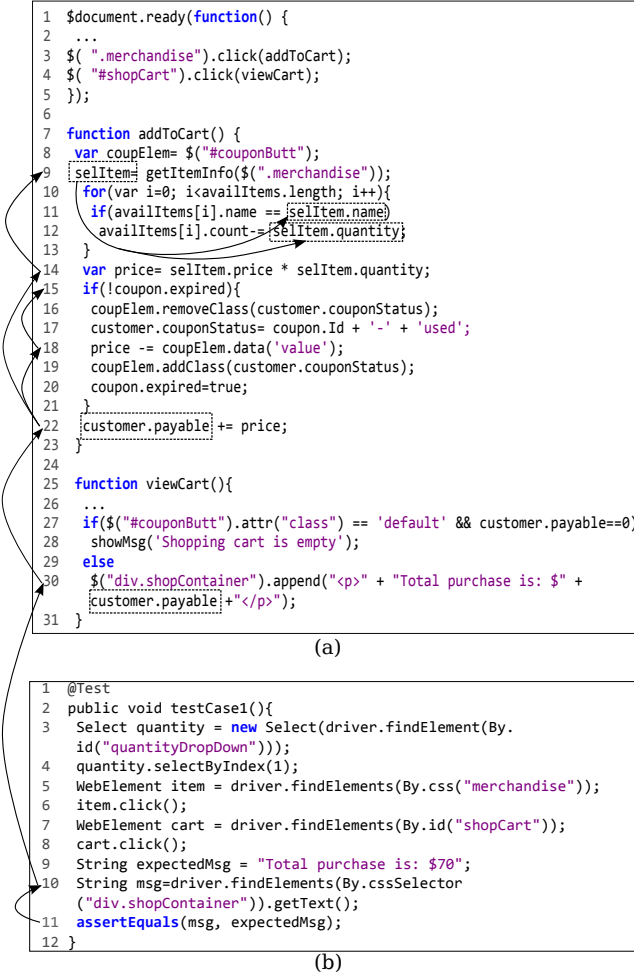 1 $document.ready(function() {
2 ...
3 $( ".merchandise").click(addToCart);
4 $( "#shopCart").click(viewCart);
5 });
6
7 function addToCart() {
8 var coupElem= $("#couponButt");
9 selItem= getItemInfo($(".merchandise"));
10 for(var i=0; i<availItems.length; i++){
11 if(availItems[i].name == selItem.name)
12 availItems[i].count-= selItem.quantity;
13 }
14 var price= selItem.price * selItem.quantity;
15 if(!coupon.expired){
16 coupElem.removeClass(customer.couponStatus);
17 customer.couponStatus= coupon.Id + '-' + 'used';
18 price -= coupElem.data('value');
19 coupElem.addClass(customer.couponStatus);
20 coupon.expired=true;
21 }
22 customer.payable += price;
23 }
24
25 function viewCart(){
26 ...
27 if($("#couponButt").attr("class") == 'default' && customer.payable==0)
28 showMsg('Shopping cart is empty');
29 else
30 $("div.shopContainer").append("<p>" + "Total purchase is: $" +
customer.payable +"</p>");
31 }
(a)
1 @Test
2 public void testCase1(){
3 Select quantity = new Select(driver.findElement(By.
id("quantityDropDown")));
4 quantity.selectByIndex(1);
5 WebElement item = driver.findElements(By.css("merchandise"));
6 item.click();
7 WebElement cart = driver.findElements(By.id("shopCart"));
8 cart.click();
9 String expectedMsg = "Total purchase is: $70";
10 String msg=driver.findElements(By.cssSelector
("div.shopContainer")).getText();
11 assertEquals(msg, expectedMsg);
12 }
(b)